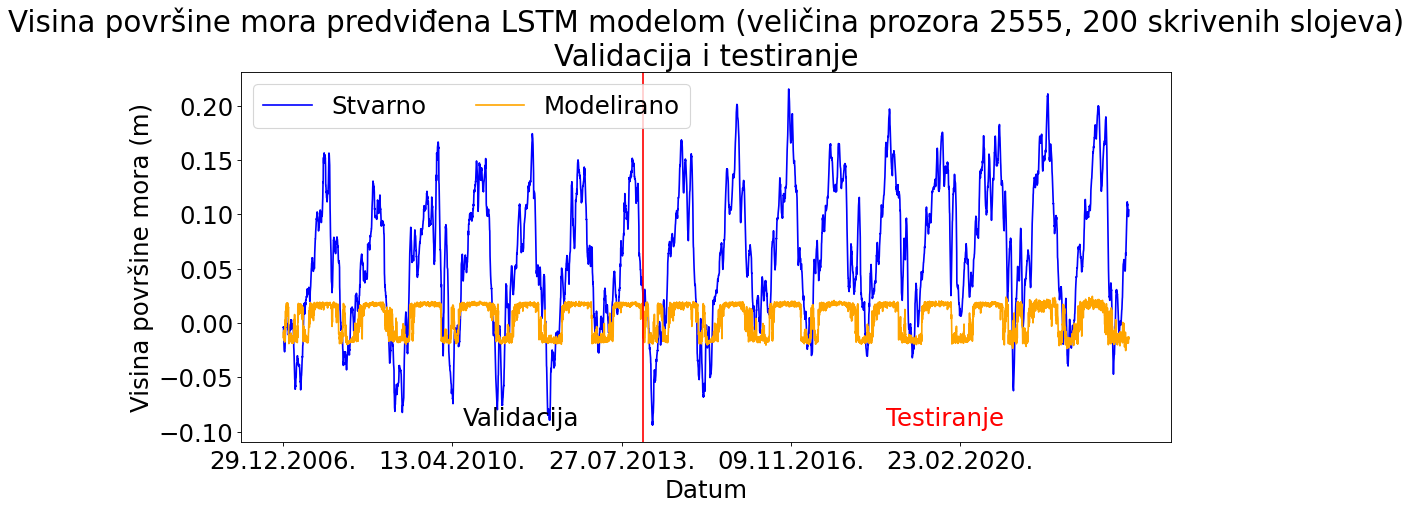 Visina površine mora predviđena LSTM modelom (veličina prozora 2555, 200 skrivenih slojeva)
Validacija i testiranje
Stvarno
Modelirano
Visina površine mora (m)
0.20
0.15
0.10
0.05
0.00
−0.05
−0.10
Validacija
Testiranje
29.12.2006.
13.04.2010.
27.07.2013.
09.11.2016.
23.02.2020.
Datum